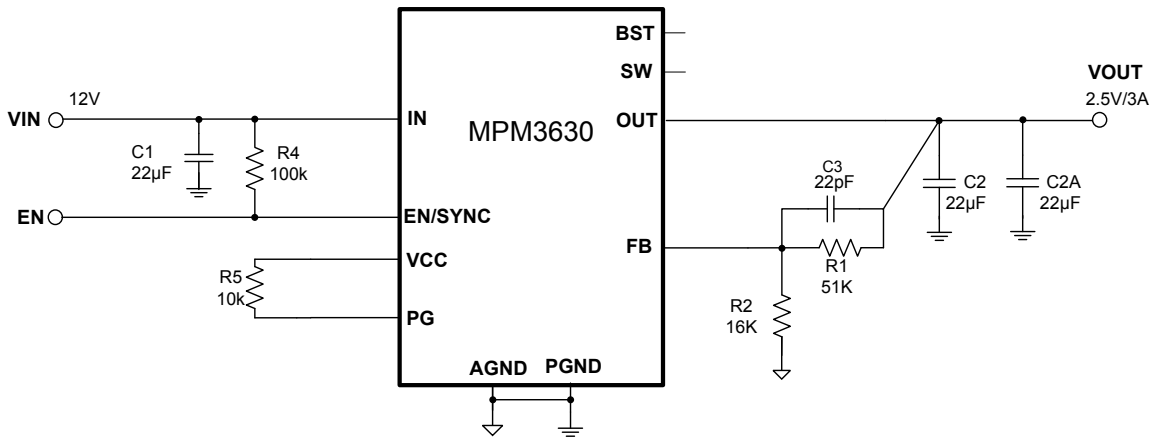 BST
SW
VOUT
12V
2.5V/3A
VIN
IN
MPM3630
OUT
C1
22µF
R4
100k
C3
22pF
C2
22µF
C2A
22µF
EN
EN/SYNC
FB
R1
51K
VCC
R5
10k
PG
R2
16K
AGND
PGND